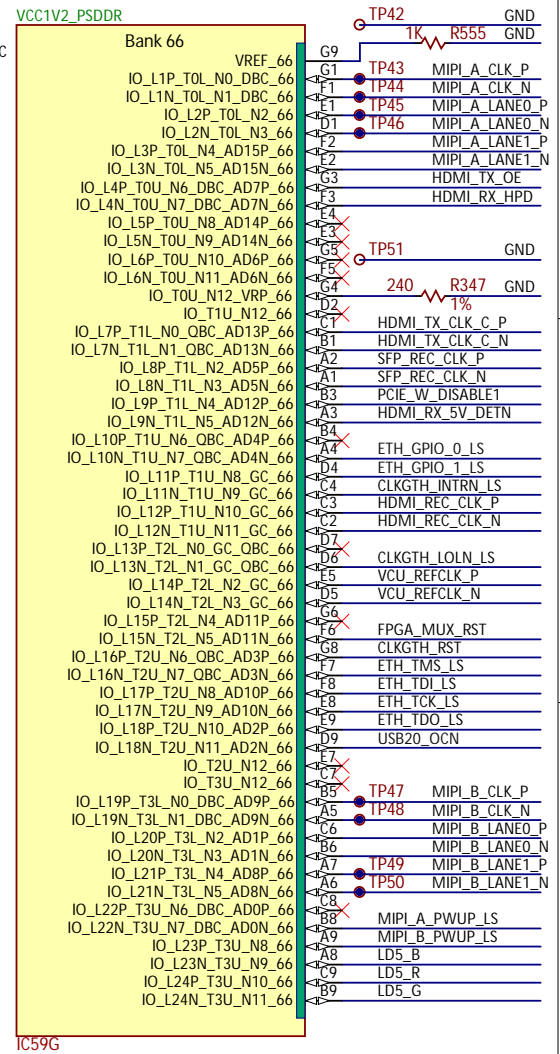 VCC1V2_PSDDR
TP42 GND
C
Bank 66
1K R555 GND
VREF_66 G9
IO_L1P_T0L_N0_DBC_66 G1 TP43 MIPI_A_CLK_P
IO_L1N_T0L_N1_DBC_66 F1 TP44 MIPI_A_CLK_N
IO_L2P_T0L_N2_66 E1 TP45 MIPI_A_LANE0_P
IO_L2N_T0L_N3_66 D1 TP46 MIPI_A_LANE0_N
IO_L3P_T0L_N4_AD15P_66 F2 MIPI_A_LANE1_P
IO_L3N_T0L_N5_AD15N_66 E2 MIPI_A_LANE1_N
IO_L4P_T0U_N6_DBC_AD7P_66 G3 HDMI_TX_OE
IO_L4N_T0U_N7_DBC_AD7N_66 F3 HDMI_RX_HPD
IO_L5P_T0U_N8_AD14P_66 E4
IO_L5N_T0U_N9_AD14N_66 E3
IO_L6P_T0U_N10_AD6P_66 G5 TP51 GND
IO_L6N_T0U_N11_AD6N_66 F5
IO_T0U_N12_VRP_66 G4 240 R347 GND
1%
IO_T1U_N12_66 D2
IO_L7P_T1L_N0_QBC_AD13P_66 C1 HDMI_TX_CLK_C_P
IO_L7N_T1L_N1_QBC_AD13N_66 B1 HDMI_TX_CLK_C_N
IO_L8P_T1L_N2_AD5P_66 A2 SFP_REC_CLK_P
IO_L8N_T1L_N3_AD5N_66 A1 SFP_REC_CLK_N
IO_L9P_T1L_N4_AD12P_66 B3 PCIE_W_DISABLE1
IO_L9N_T1L_N5_AD12N_66 A3 HDMI_RX_5V_DETN
IO_L10P_T1U_N6_QBC_AD4P_66 B4
IO_L10N_T1U_N7_QBC_AD4N_66 A4 ETH_GPIO_0_LS
IO_L11P_T1U_N8_GC_66 D4 ETH_GPIO_1_LS
IO_L11N_T1U_N9_GC_66 C4 CLKGTH_INTRN_LS
IO_L12P_T1U_N10_GC_66 C3 HDMI_REC_CLK_P
IO_L12N_T1U_N11_GC_66 C2 HDMI_REC_CLK_N
IO_L13P_T2L_N0_GC_QBC_66 D7
IO_L13N_T2L_N1_GC_QBC_66 D6 CLKGTH_LOLN_LS
IO_L14P_T2L_N2_GC_66 E5 VCU_REFCLK_P
IO_L14N_T2L_N3_GC_66 D5 VCU_REFCLK_N
IO_L15P_T2L_N4_AD11P_66 G6
IO_L15N_T2L_N5_AD11N_66 F6 FPGA_MUX_RST
IO_L16P_T2U_N6_QBC_AD3P_66 G8 CLKGTH_RST
IO_L16N_T2U_N7_QBC_AD3N_66 F7 ETH_TMS_LS
IO_L17P_T2U_N8_AD10P_66 F8 ETH_TDI_LS
IO_L17N_T2U_N9_AD10N_66 E8 ETH_TCK_LS
IO_L18P_T2U_N10_AD2P_66 E9 ETH_TDO_LS
IO_L18N_T2U_N11_AD2N_66 D9 USB20_OCN
IO_T2U_N12_66 E7
IO_T3U_N12_66 C7
IO_L19P_T3L_N0_DBC_AD9P_66 B5 TP47 MIPI_B_CLK_P
IO_L19N_T3L_N1_DBC_AD9N_66 A5 TP48 MIPI_B_CLK_N
IO_L20P_T3L_N2_AD1P_66 C6 MIPI_B_LANE0_P
IO_L20N_T3L_N3_AD1N_66 B6 MIPI_B_LANE0_N
IO_L21P_T3L_N4_AD8P_66 A7 TP49 MIPI_B_LANE1_P
IO_L21N_T3L_N5_AD8N_66 A6 TP50 MIPI_B_LANE1_N
IO_L22P_T3U_N6_DBC_AD0P_66 C8
IO_L22N_T3U_N7_DBC_AD0N_66 B8 MIPI_A_PWUP_LS
IO_L23P_T3U_N8_66 A9 MIPI_B_PWUP_LS
IO_L23N_T3U_N9_66 A8 LD5_B
IO_L24P_T3U_N10_66 C9 LD5_R
IO_L24N_T3U_N11_66 B9 LD5_G
IC59G